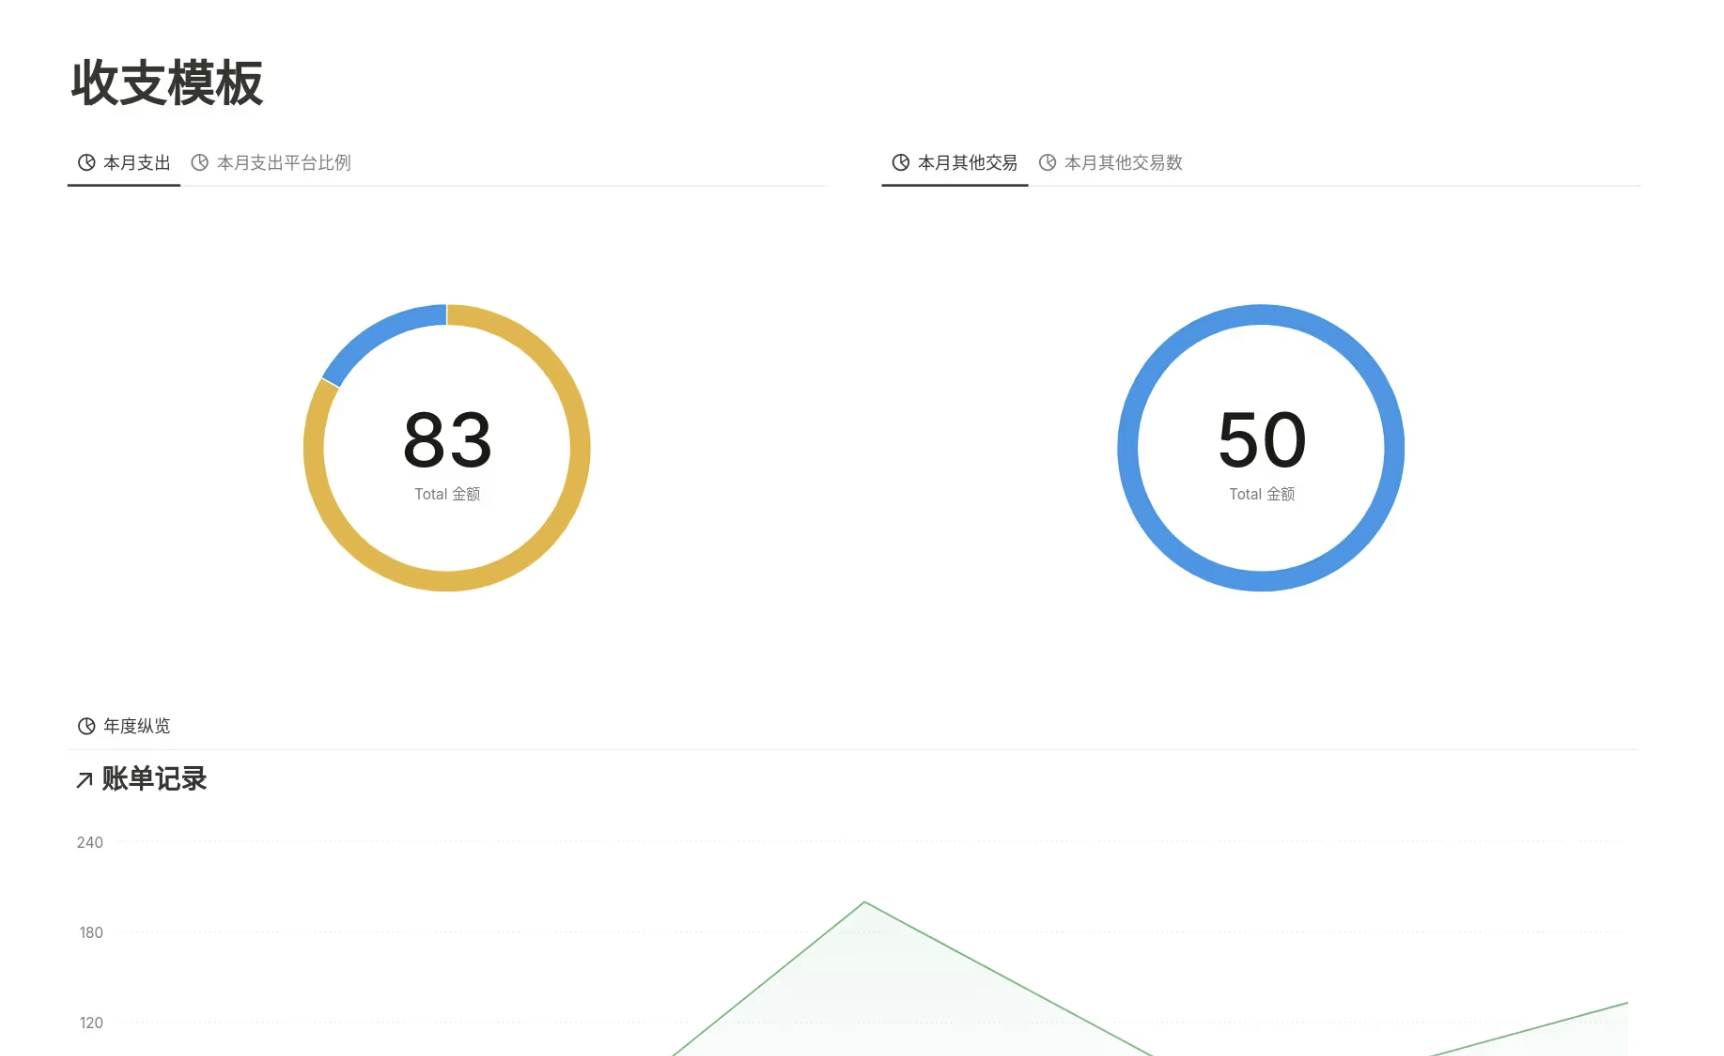 收支模板
本月支出 本月支出平台比例
本月其他交易 本月其他交易数
83
Total 金额
50
Total 金额
年度纵览
账单记录
240
180
120